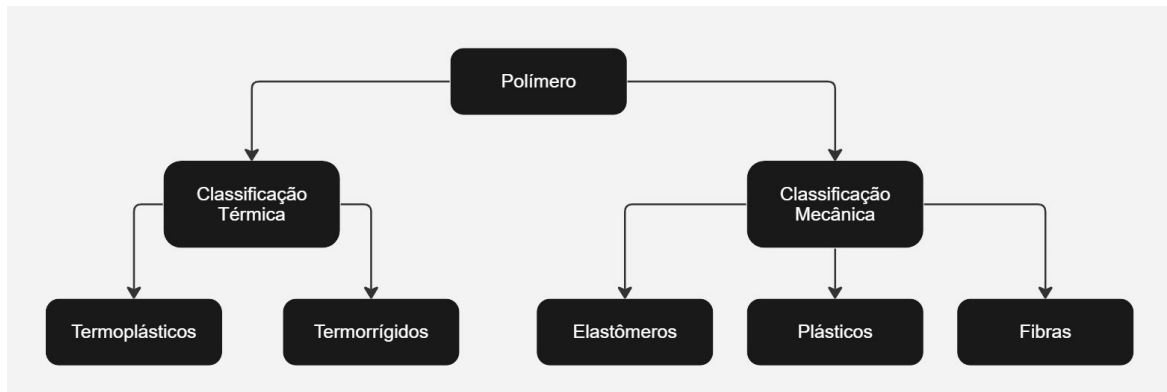 Polímero
Classificação
Térmica
Classificação
Mecânica
Termoplásticos
Termorrígidos
Elastômeros
Plásticos
Fibras